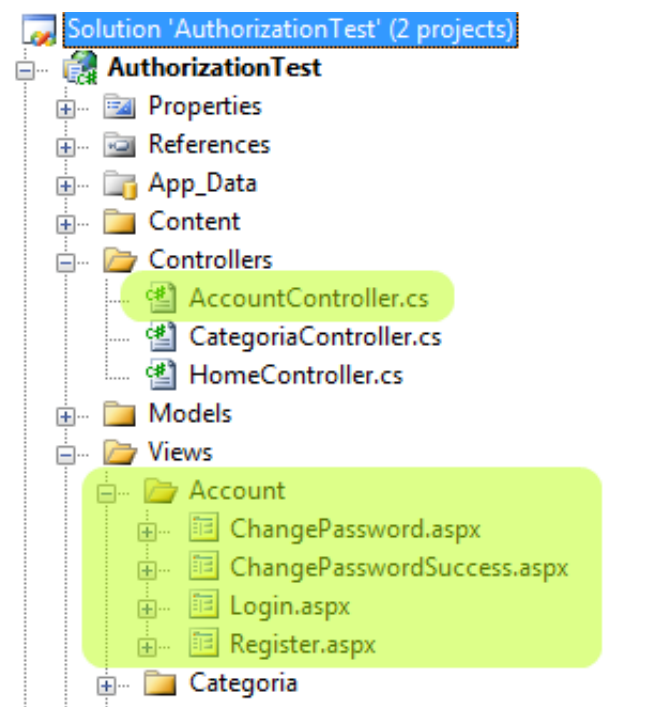 Solution 'AuthorizationTest' (2 projects)
AuthorizationTest
Properties
References
App_Data
Content
Controllers
AccountController.cs
CategoriaController.cs
HomeController.cs
Models
Views
Account
ChangePassword.aspx
ChangePasswordSuccess.aspx
Login.aspx
Register.aspx
Categoria